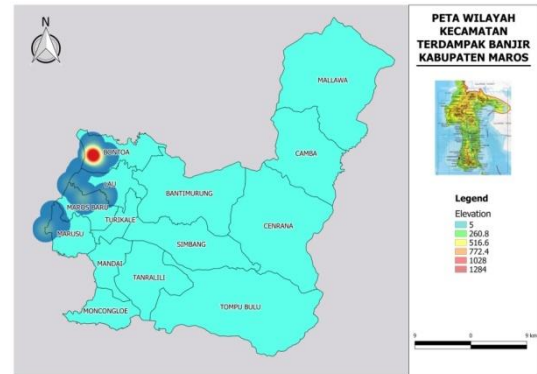 PETA WILAYAH
KECAMATAN
TERDAMPAK BANJIR
KABUPATEN MAROS
N
MALLAWA
CAMBA
BONTOA
LAU
BANTIMURUNG
MAROS BARU
TURIKALE
CENRANA
MARUSU
SIMBANG
MANDAI
TANRALILI
TOMPU BULU
MONCONGLOE
Legend
Elevation
5
260.8
516.6
772.4
1028
1284
9 0 9 km